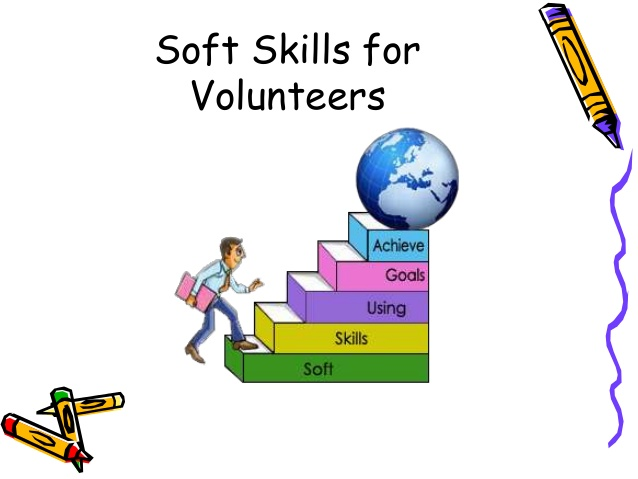 Soft Skills for
Volunteers
Achieve
Goals
Using
Skills
Soft